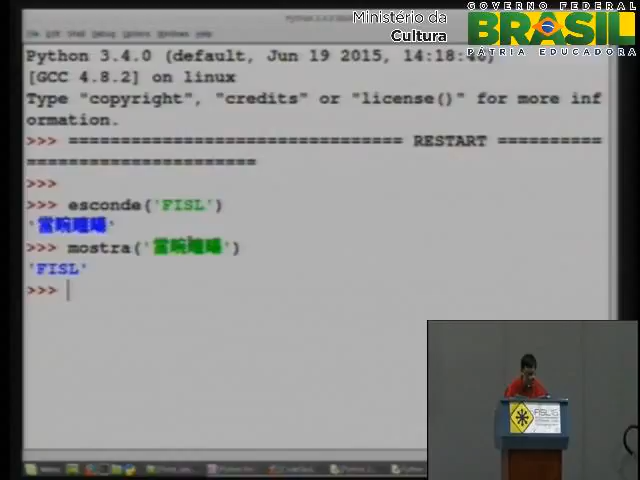 GOVERNO FEDERAL
Ministério da
Cultura
BRASIL
PÁTRIA EDUCADORA
Python 3.4.0 (default, Jun 19 2015, 14:18:46)
[GCC 4.8.2] on linux
Type "copyright", "credits" or "license()" for more inf
ormation.
>>> ================================ RESTART ==========
========================
>>>
>>> esconde('FISL')
>>> mostra('
'FISL'
>>>
FISL16